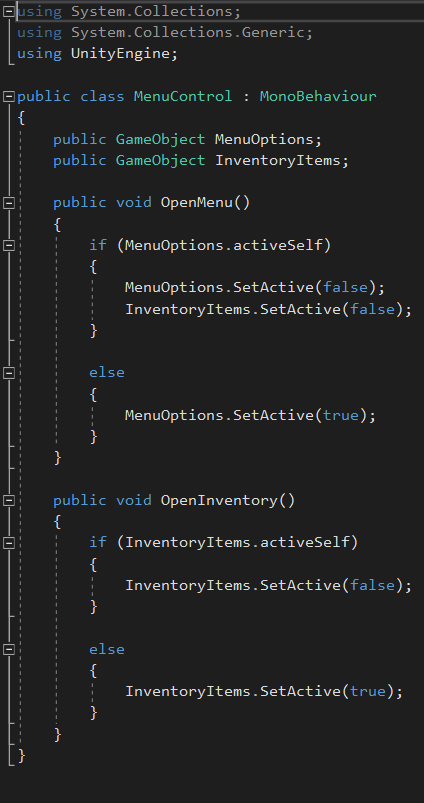 using System.Collections;
using System.Collections.Generic;
using UnityEngine;

public class MenuControl : MonoBehaviour
{
    public GameObject MenuOptions;
    public GameObject InventoryItems;

    public void OpenMenu()
    {
        if (MenuOptions.activeSelf)
        {
            MenuOptions.SetActive(false);
            InventoryItems.SetActive(false);
        }

        else
        {
            MenuOptions.SetActive(true);
        }
    }

    public void OpenInventory()
    {
        if (InventoryItems.activeSelf)
        {
            InventoryItems.SetActive(false);
        }

        else
        {
            InventoryItems.SetActive(true);
        }
    }
}